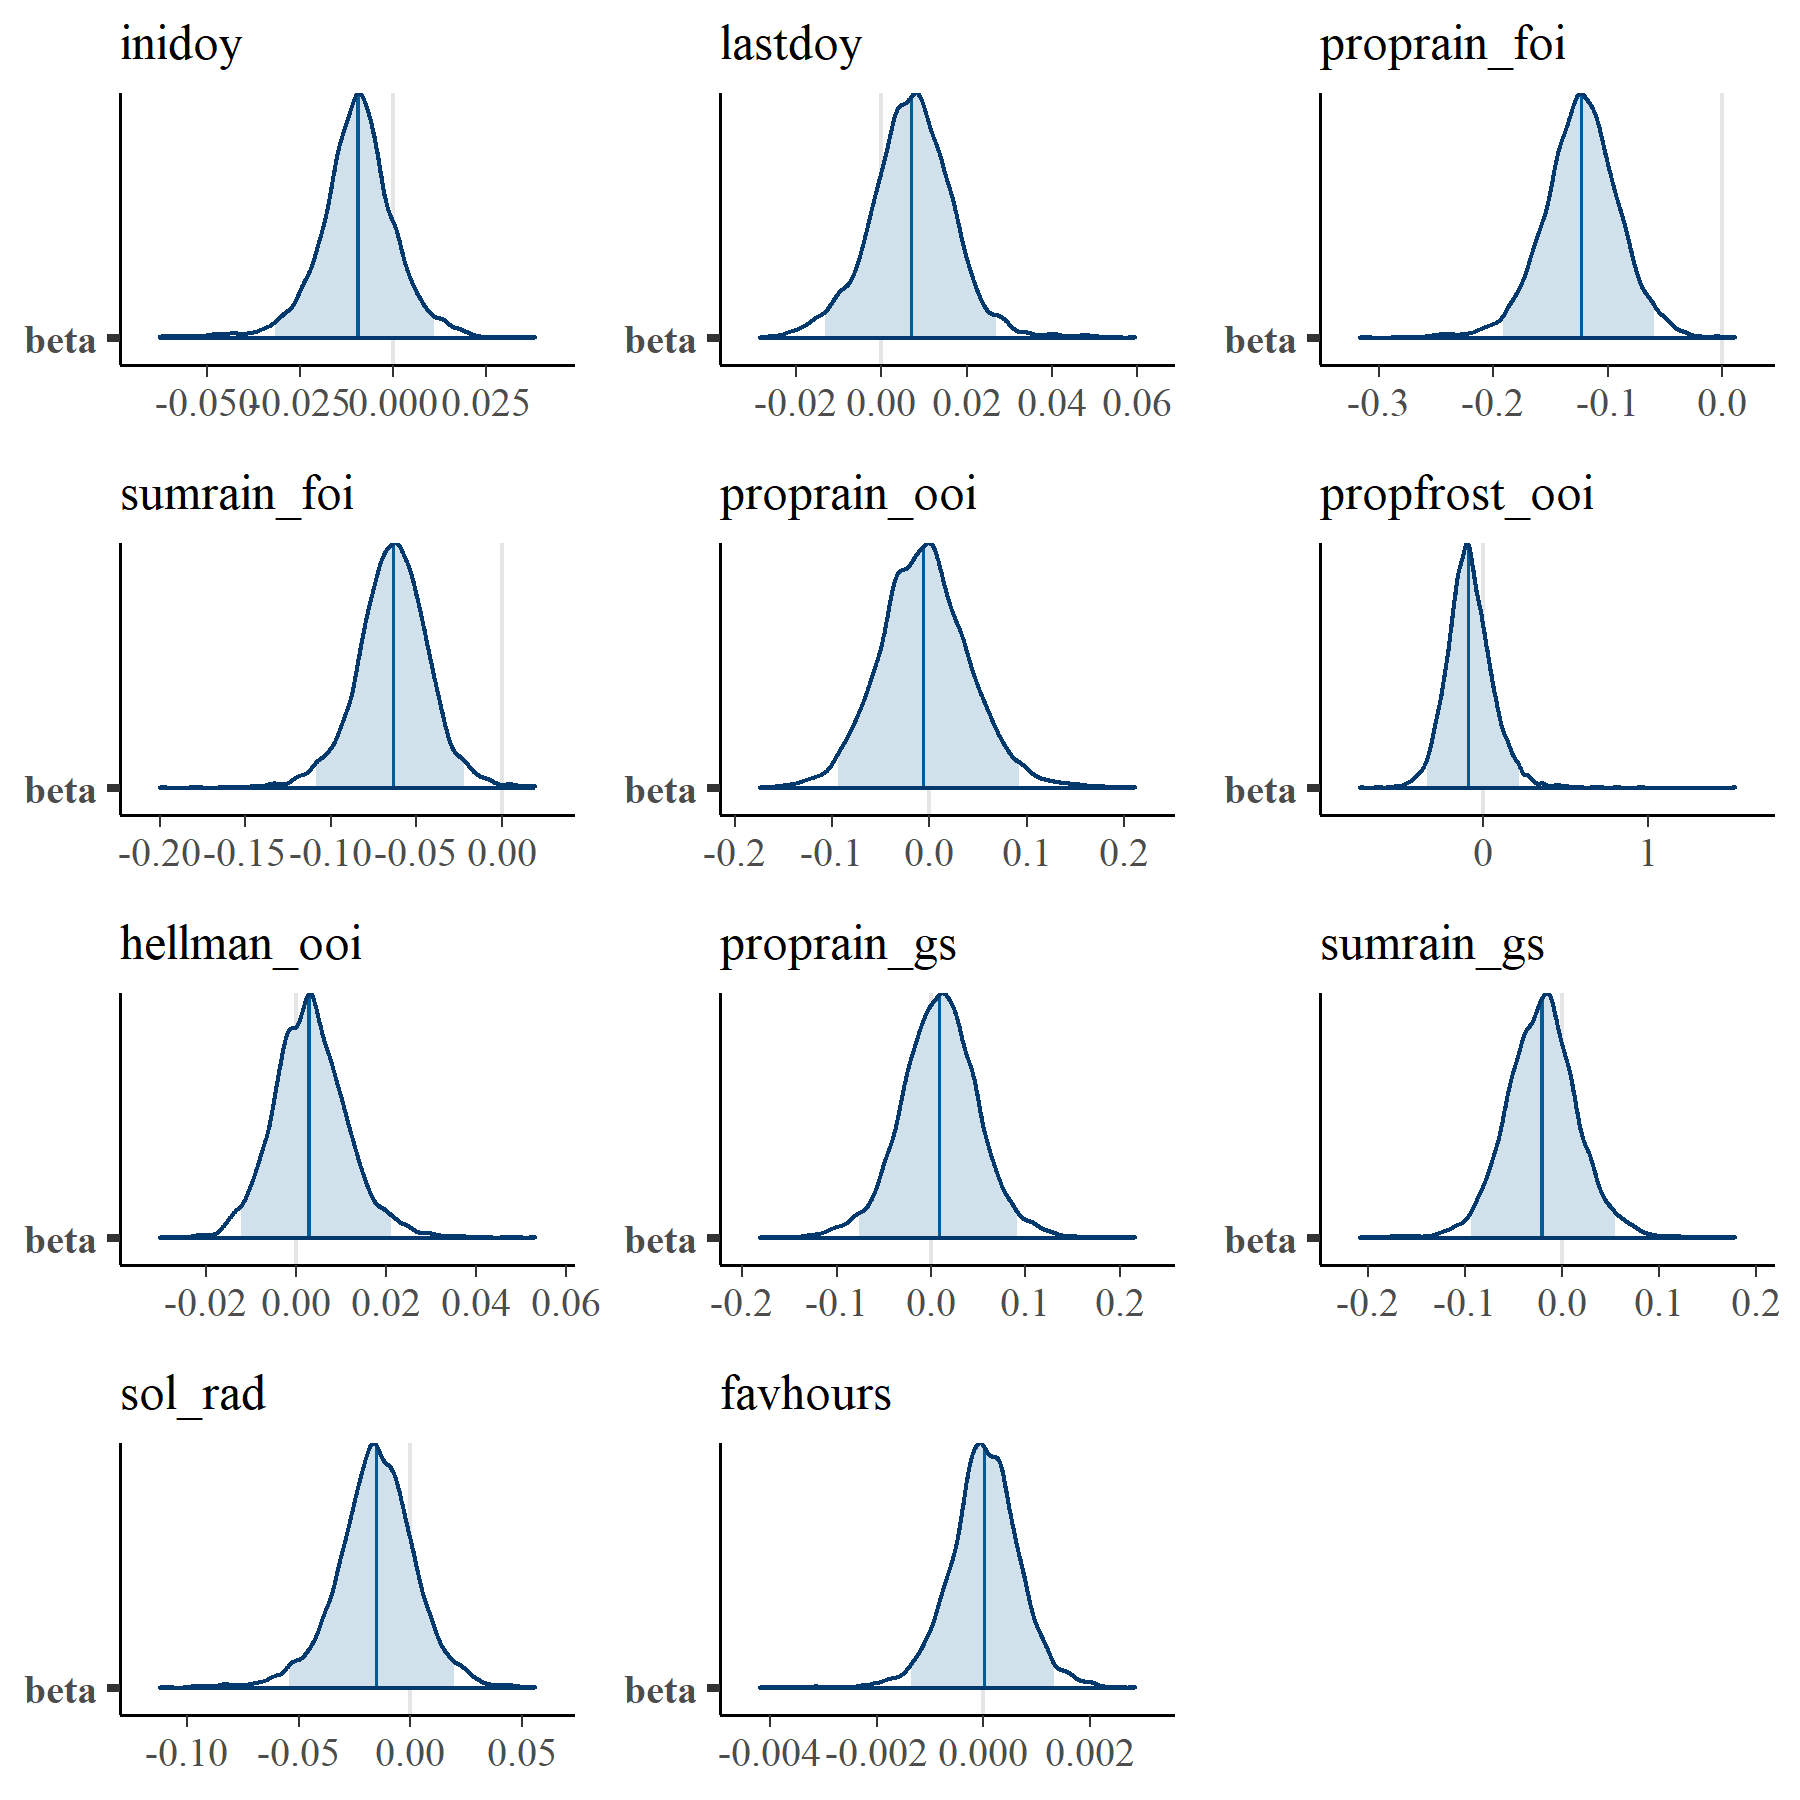 inidoy lastdoy proprain_foi
beta beta beta
-0.050 -0.025 0.000 0.025 -0.02 0.00 0.02 0.04 0.06 -0.3 -0.2 -0.1 0.0
sumrain_foi proprain_ooi propfrost_ooi
beta beta beta
-0.20 -0.15 -0.10 -0.05 0.00 -0.2 -0.1 0.0 0.1 0.2 0 1
hellman_ooi proprain_gs sumrain_gs
beta beta beta
-0.02 0.00 0.02 0.04 0.06 -0.2 -0.1 0.0 0.1 0.2 -0.2 -0.1 0.0 0.1 0.2
sol_rad favhours
beta beta
-0.10 -0.05 0.00 0.05 -0.004 -0.002 0.000 0.002